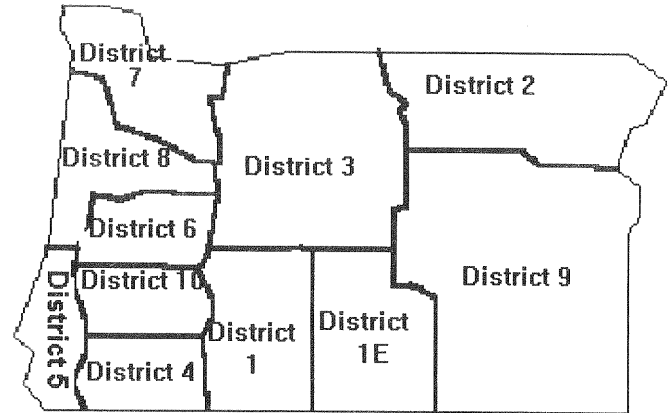 District
7
District 2
District 8
District 3
District 6
District 10
District 9
District 5
District
1
District
1E
District 4